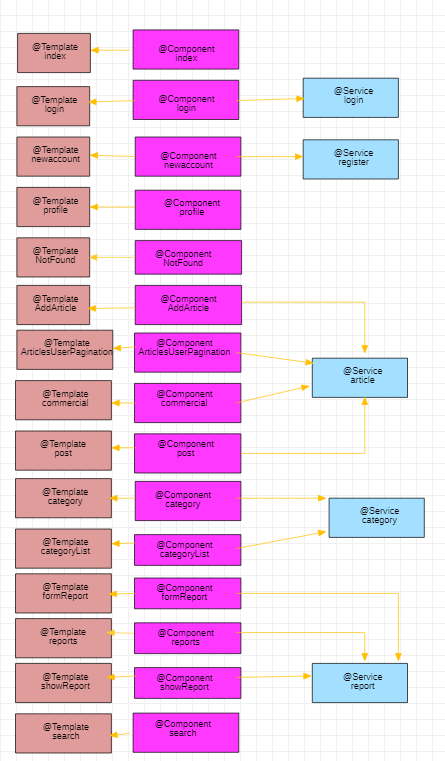 @Template
index
@Component
index
@Template
login
@Component
login
@Service
login
@Template
newaccount
@Component
newaccount
@Service
register
@Template
profile
@Component
profile
@Template
NotFound
@Component
NotFound
@Template
AddArticle
@Component
AddArticle
@Template
ArticlesUserPagination
@Component
ArticlesUserPagination
@Service
article
@Template
commercial
@Component
commercial
@Template
post
@Component
post
@Template
category
@Component
category
@Service
category
@Template
categoryList
@Component
categoryList
@Template
formReport
@Component
formReport
@Template
reports
@Component
reports
@Template
showReport
@Component
showReport
@Service
report
@Template
search
@Component
search